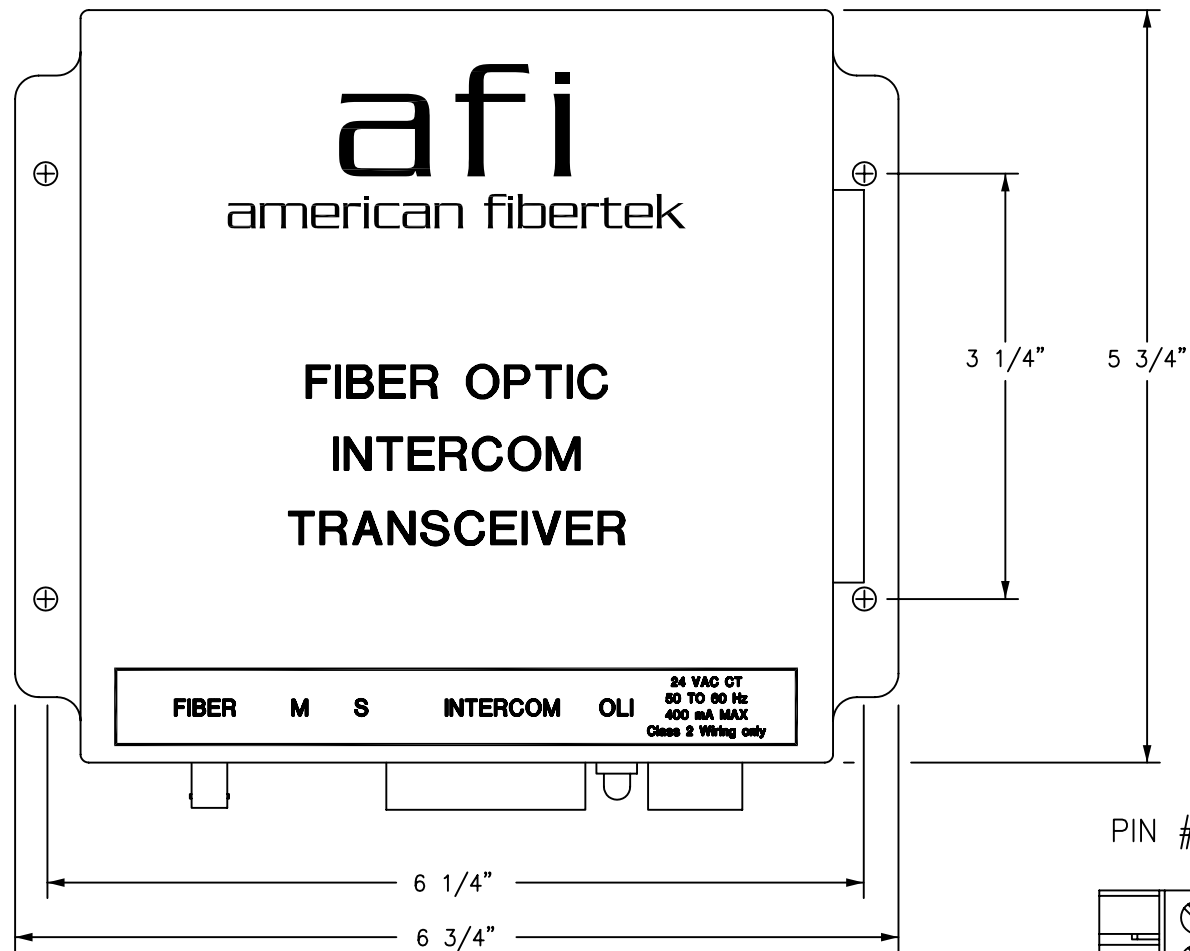 afi
american fibertek
FIBER OPTIC
INTERCOM
TRANSCEIVER
3 1/4”
5 3/4”
FIBER M S INTERCOM OLI
24 VAC CT
50 TO 60 Hz
400 mA MAX
Class 2 Wiring only
PIN #
6 1/4”
6 3/4”